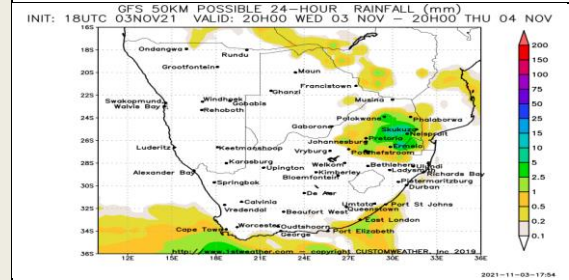 GFS 50KM POSSIBLE 24-HOUR RAINFALL (mm)
INIT: 18UTC 03NOV21 VALID: 20H00 WED 03 NOV - 20H00 THU 04 NOV
16S
18S
20S
22S
24S
26S
28S
30S
32S
34S
36S
Ondangwa
Rundu
Grootfontein
Maun
Francistown
Ghanzi
Musina
Windhoek
Gobabis
Swakopmund
Walvis Bay
Rehoboth
Polokwane
Phalaborwa
Skukuza
Gaborone
Pretoria
Nelspruit
Johannesburg
Ermelo
Luderitz
Keetmanshoop
Vryburg
Potchefstroom
Karasburg
Upington
Welkom
Bethlehem
Ulundi
Alexander Bay
Kimberley
Ladysmith
Richards Bay
Bloemfontein
Springbok
Pietermaritzburg
Durban
De Aar
Calvinia
Umtata
Port St Johns
Vredendal
Beaufort West
Queenstown
East London
Cape Town
Worcester
Oudtshoorn
George
Port Elizabeth
http://www.1stweather.com - copyright CUSTOMWEATHER, Inc 2019
12E
15E
18E
21E
24E
27E
30E
33E
36E
200
150
100
75
50
25
20
15
10
5
2.5
1
0.5
0.2
0.1
2021-11-03-17:54